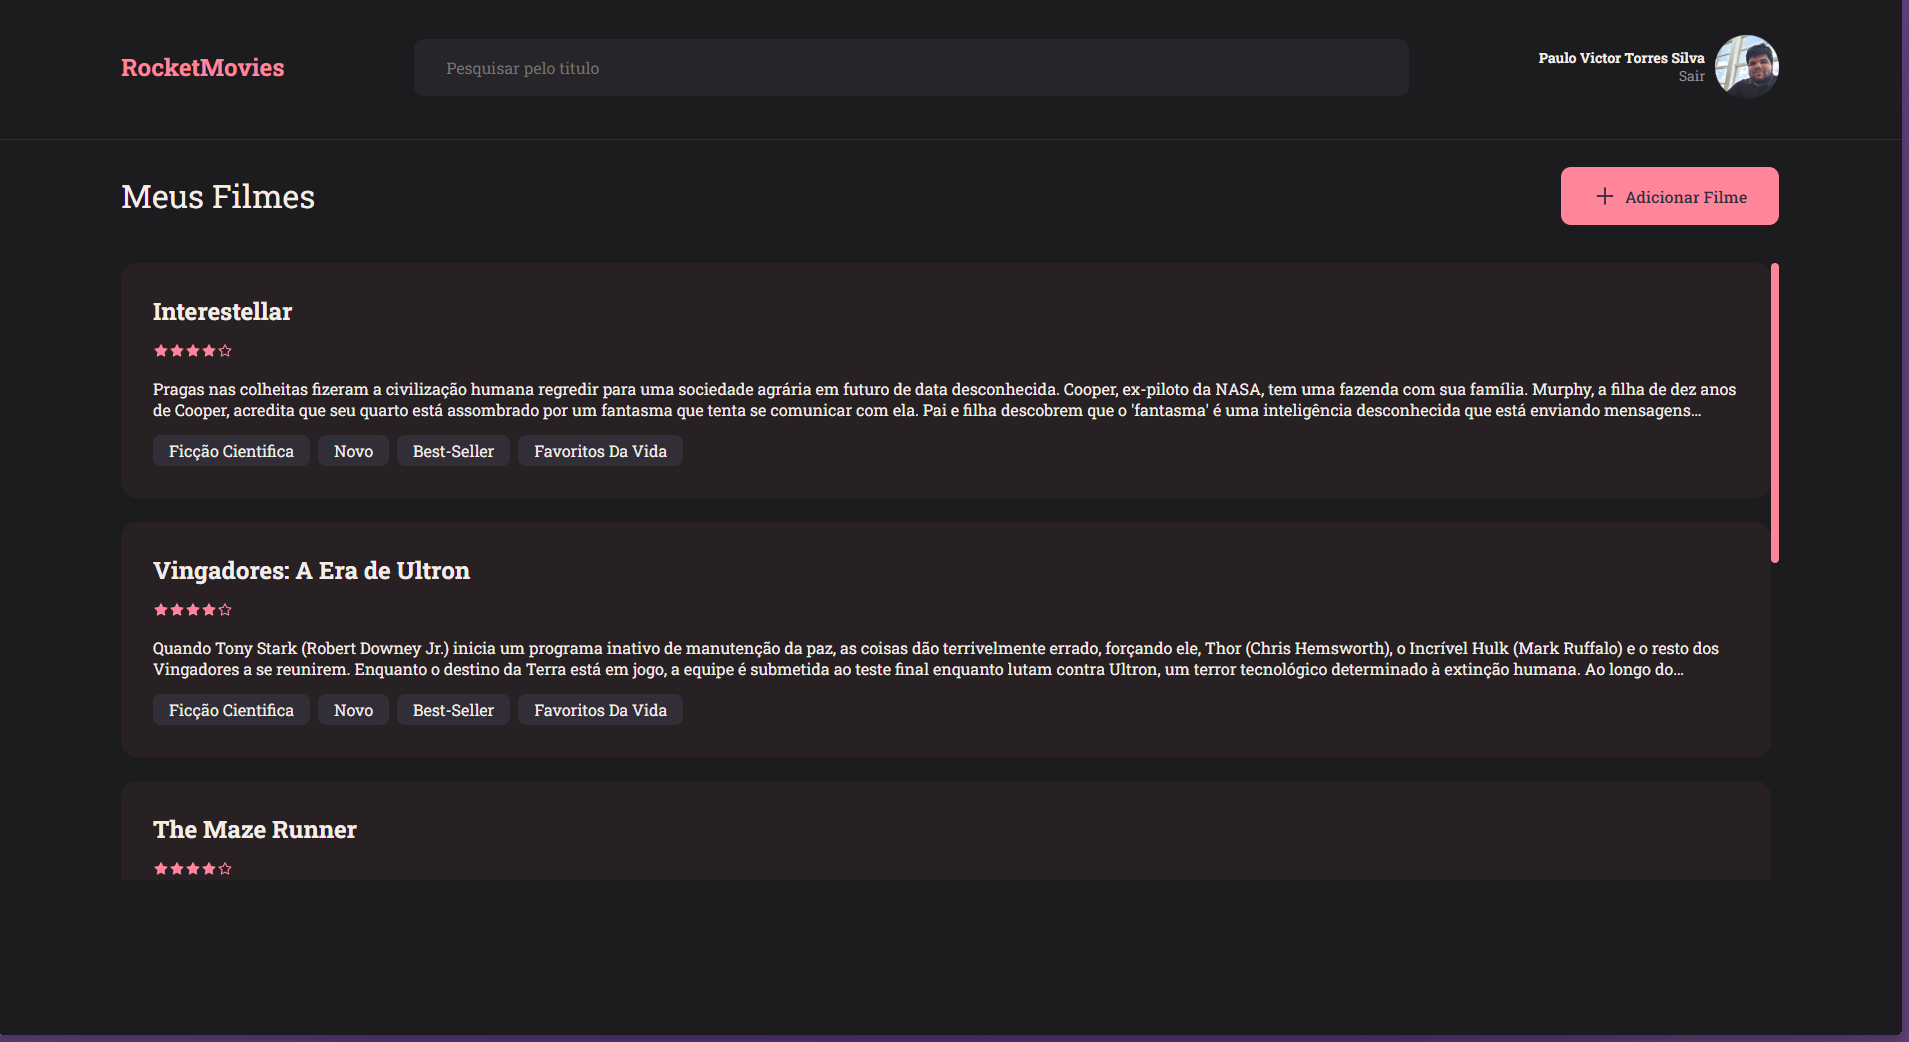 RocketMovies
Pesquisar pelo titulo
Paulo Victor Torres Silva
Sair
Meus Filmes
Adicionar Filme
Interestellar
Pragas nas colheitas fizeram a civilização humana regredir para uma sociedade agrária em futuro de data desconhecida. Cooper, ex-piloto da NASA, tem uma fazenda com sua família. Murphy, a filha de dez anos
de Cooper, acredita que seu quarto está assombrado por um fantasma que tenta se comunicar com ela. Pai e filha descobrem que o 'fantasma' é uma inteligência desconhecida que está enviando mensagens...
Ficção Cientifica Novo Best-Seller Favoritos Da Vida
Vingadores: A Era de Ultron
Quando Tony Stark (Robert Downey Jr.) inicia um programa inativo de manutenção da paz, as coisas dão terrivelmente errado, forçando ele, Thor (Chris Hemsworth), o Incrível Hulk (Mark Ruffalo) e o resto dos
Vingadores a se reunirem. Enquanto o destino da Terra está em jogo, a equipe é submetida ao teste final enquanto lutam contra Ultron, um terror tecnológico determinado à extinção humana. Ao longo do...
Ficção Cientifica Novo Best-Seller Favoritos Da Vida
The Maze Runner